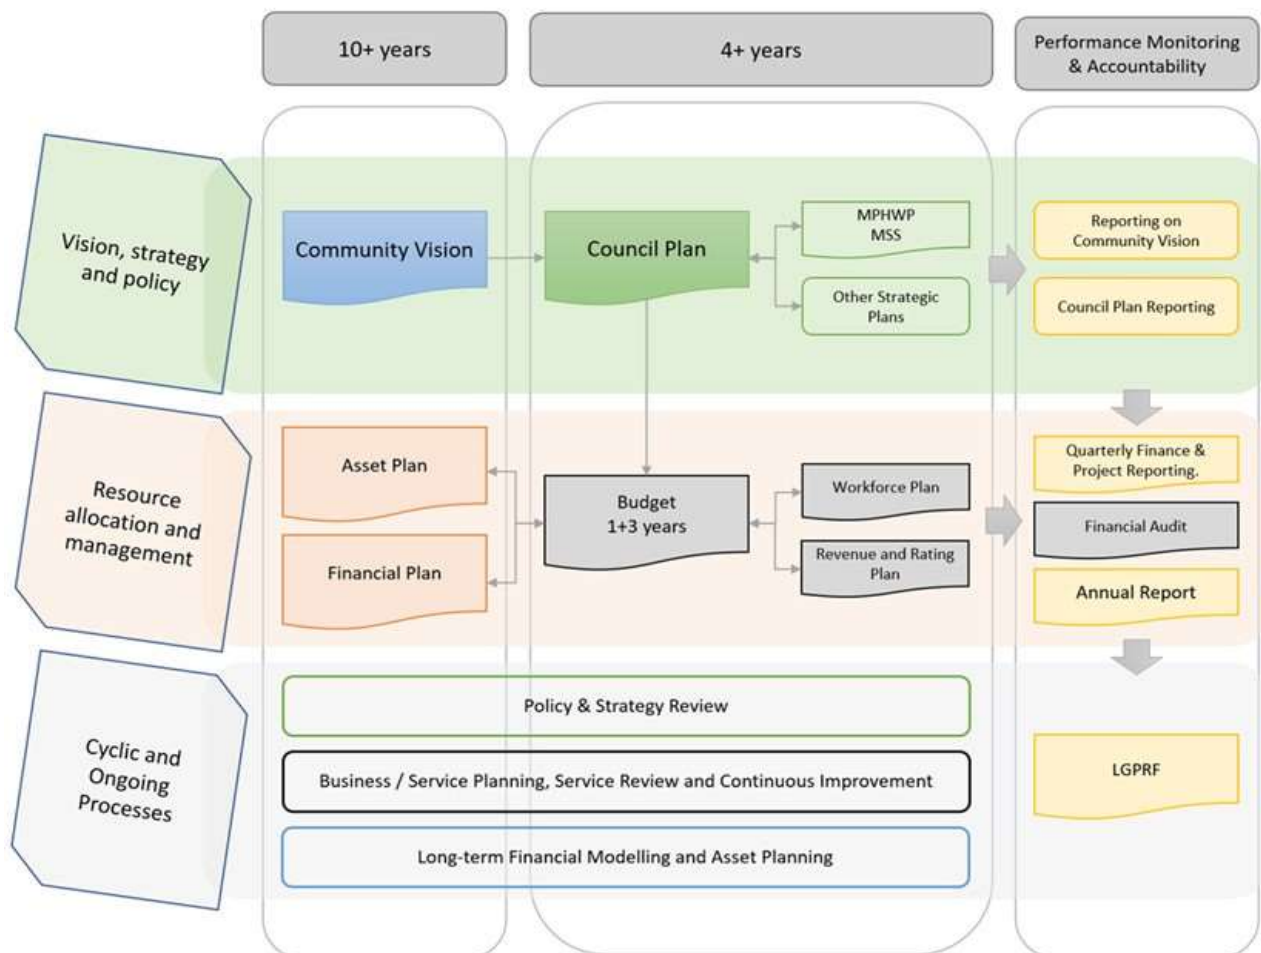 10+ years
4+ years
Performance Monitoring
& Accountability
Vision, strategy
and policy
Community Vision
Council Plan
MPHWP
MSS
Other Strategic
Plans
Reporting on
Community Vision
Council Plan Reporting
Resource
allocation and
management
Asset Plan
Financial Plan
Budget
1+3 years
Workforce Plan
Revenue and Rating
Plan
Quarterly Finance &
Project Reporting.
Financial Audit
Annual Report
Cyclic and
Ongoing
Processes
Policy & Strategy Review
Business / Service Planning, Service Review and Continuous Improvement
Long-term Financial Modelling and Asset Planning
LGPRF